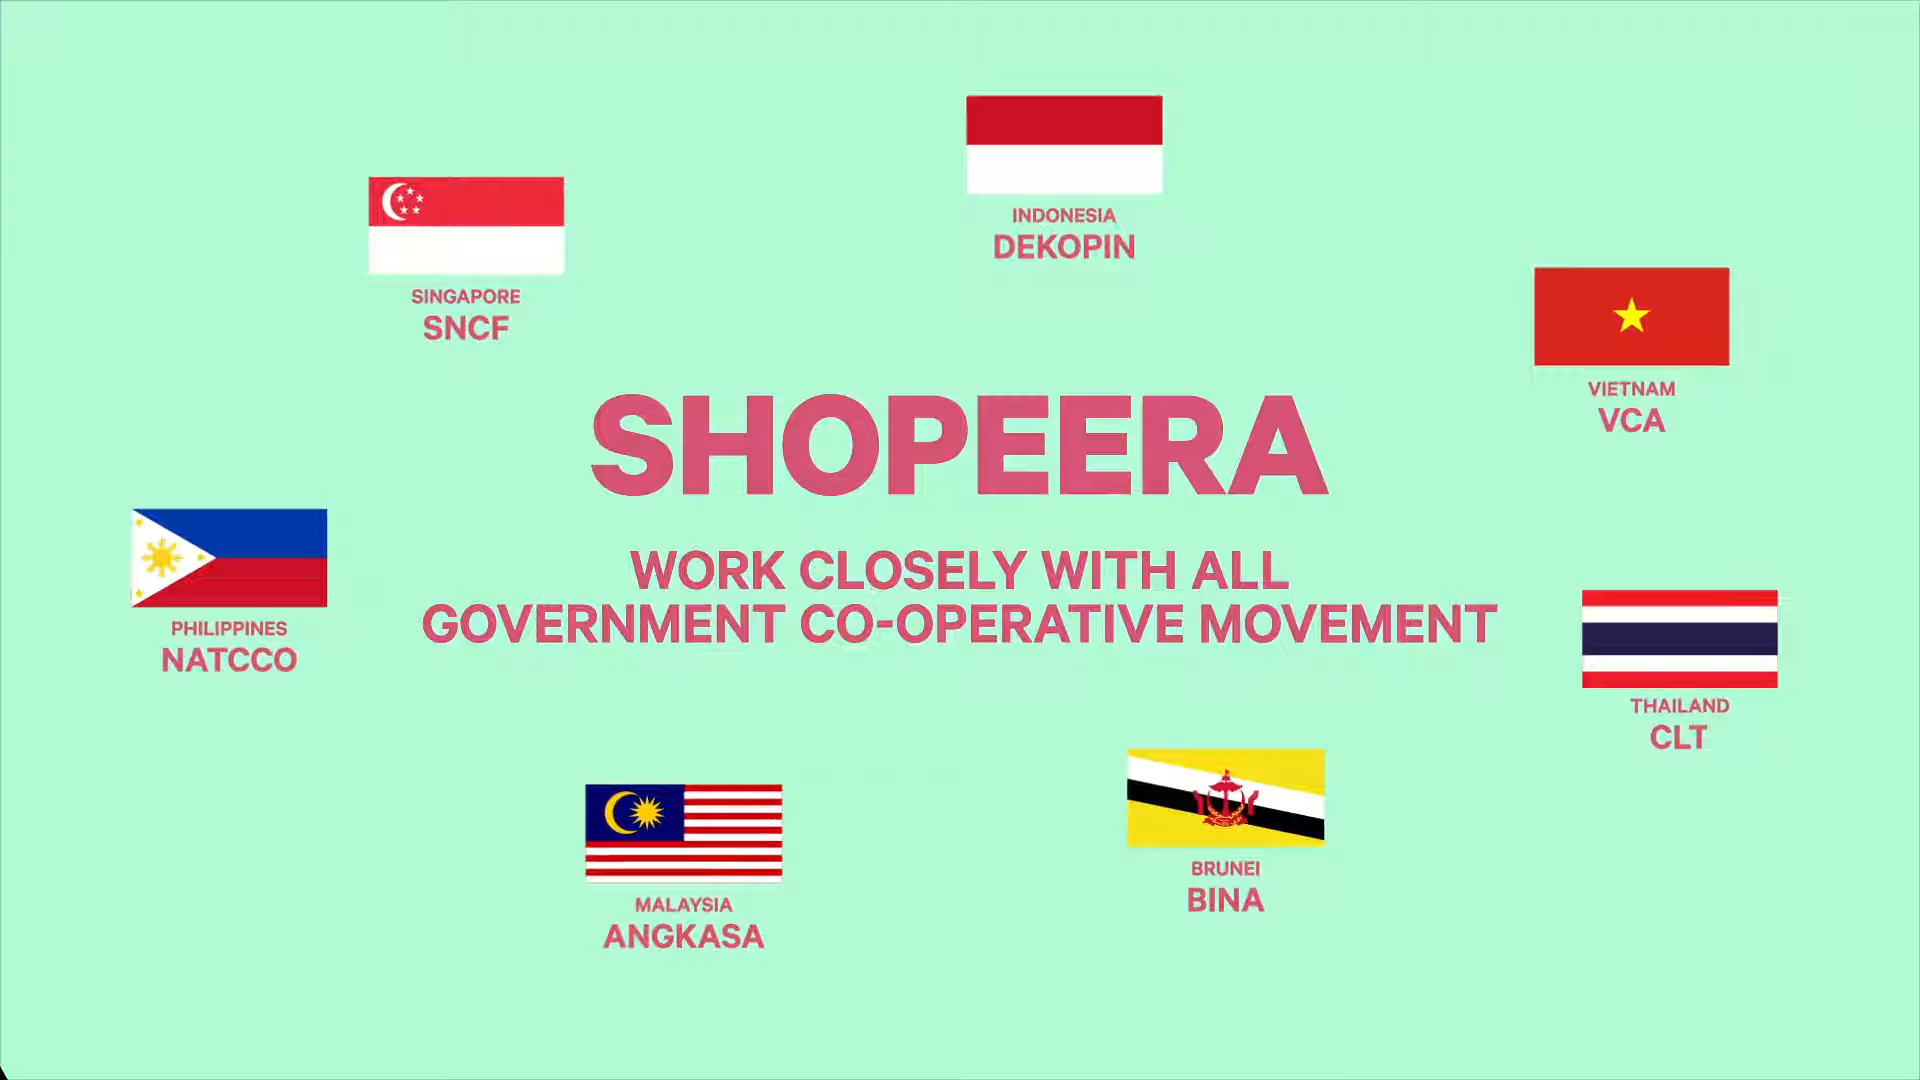 INDONESIA
DEKOPIN
SINGAPORE
SNCF
VIETNAM
VCA
SHOPEERA
WORK CLOSELY WITH ALL
GOVERNMENT CO-OPERATIVE MOVEMENT
PHILIPPINES
NATCCO
THAILAND
CLT
BRUNEI
BINA
MALAYSIA
ANGKASA